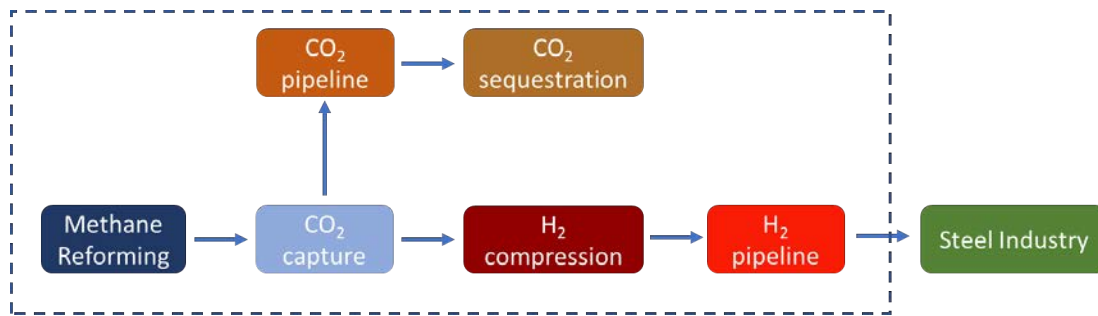 CO₂
pipeline
CO₂
sequestration
Methane
Reforming
CO₂
capture
H₂
compression
H₂
pipeline
Steel Industry